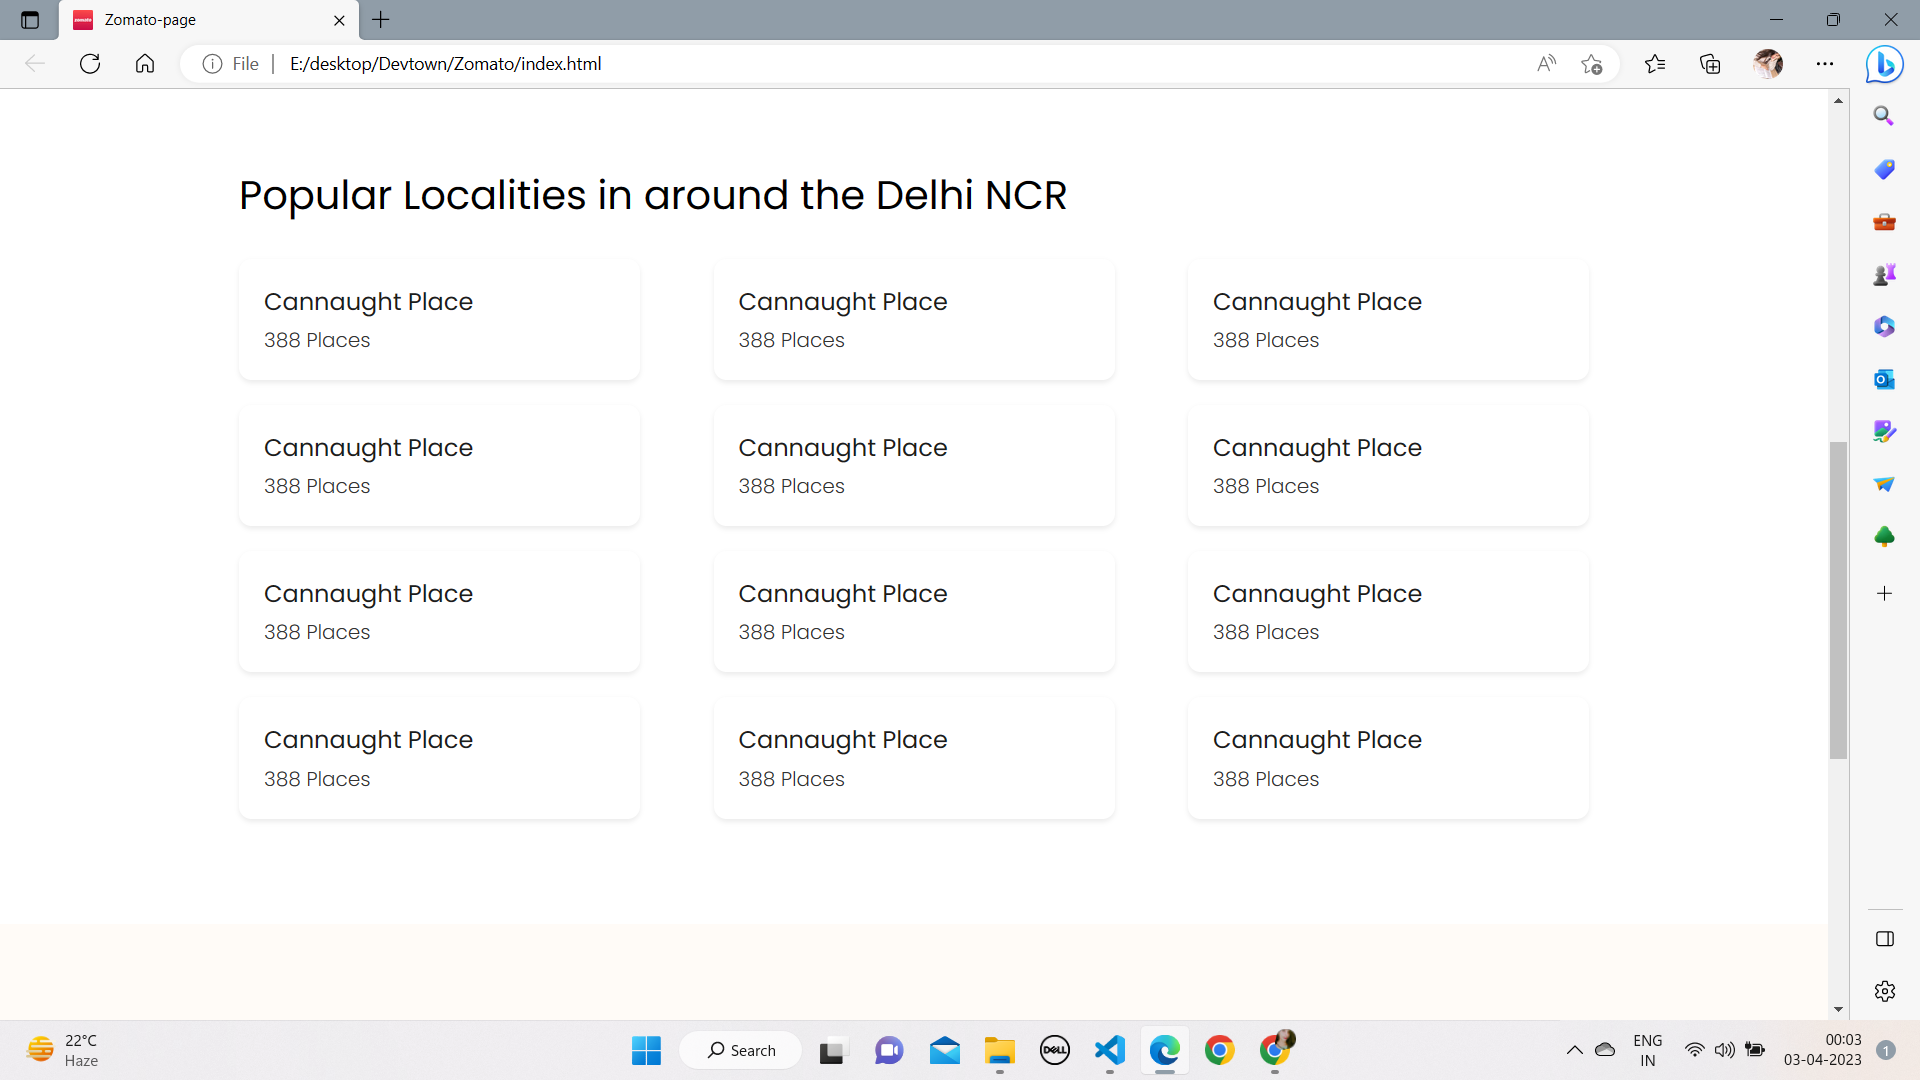 Zomato-page
File | E:/desktop/Devtown/Zomato/index.html
Popular Localities in around the Delhi NCR
Cannaught Place Cannaught Place Cannaught Place
388 Places 388 Places 388 Places
Cannaught Place Cannaught Place Cannaught Place
388 Places 388 Places 388 Places
Cannaught Place Cannaught Place Cannaught Place
388 Places 388 Places 388 Places
Cannaught Place Cannaught Place Cannaught Place
388 Places 388 Places 388 Places
22°C
Haze
Search
DELL
ENG
IN
00:03
03-04-2023
1